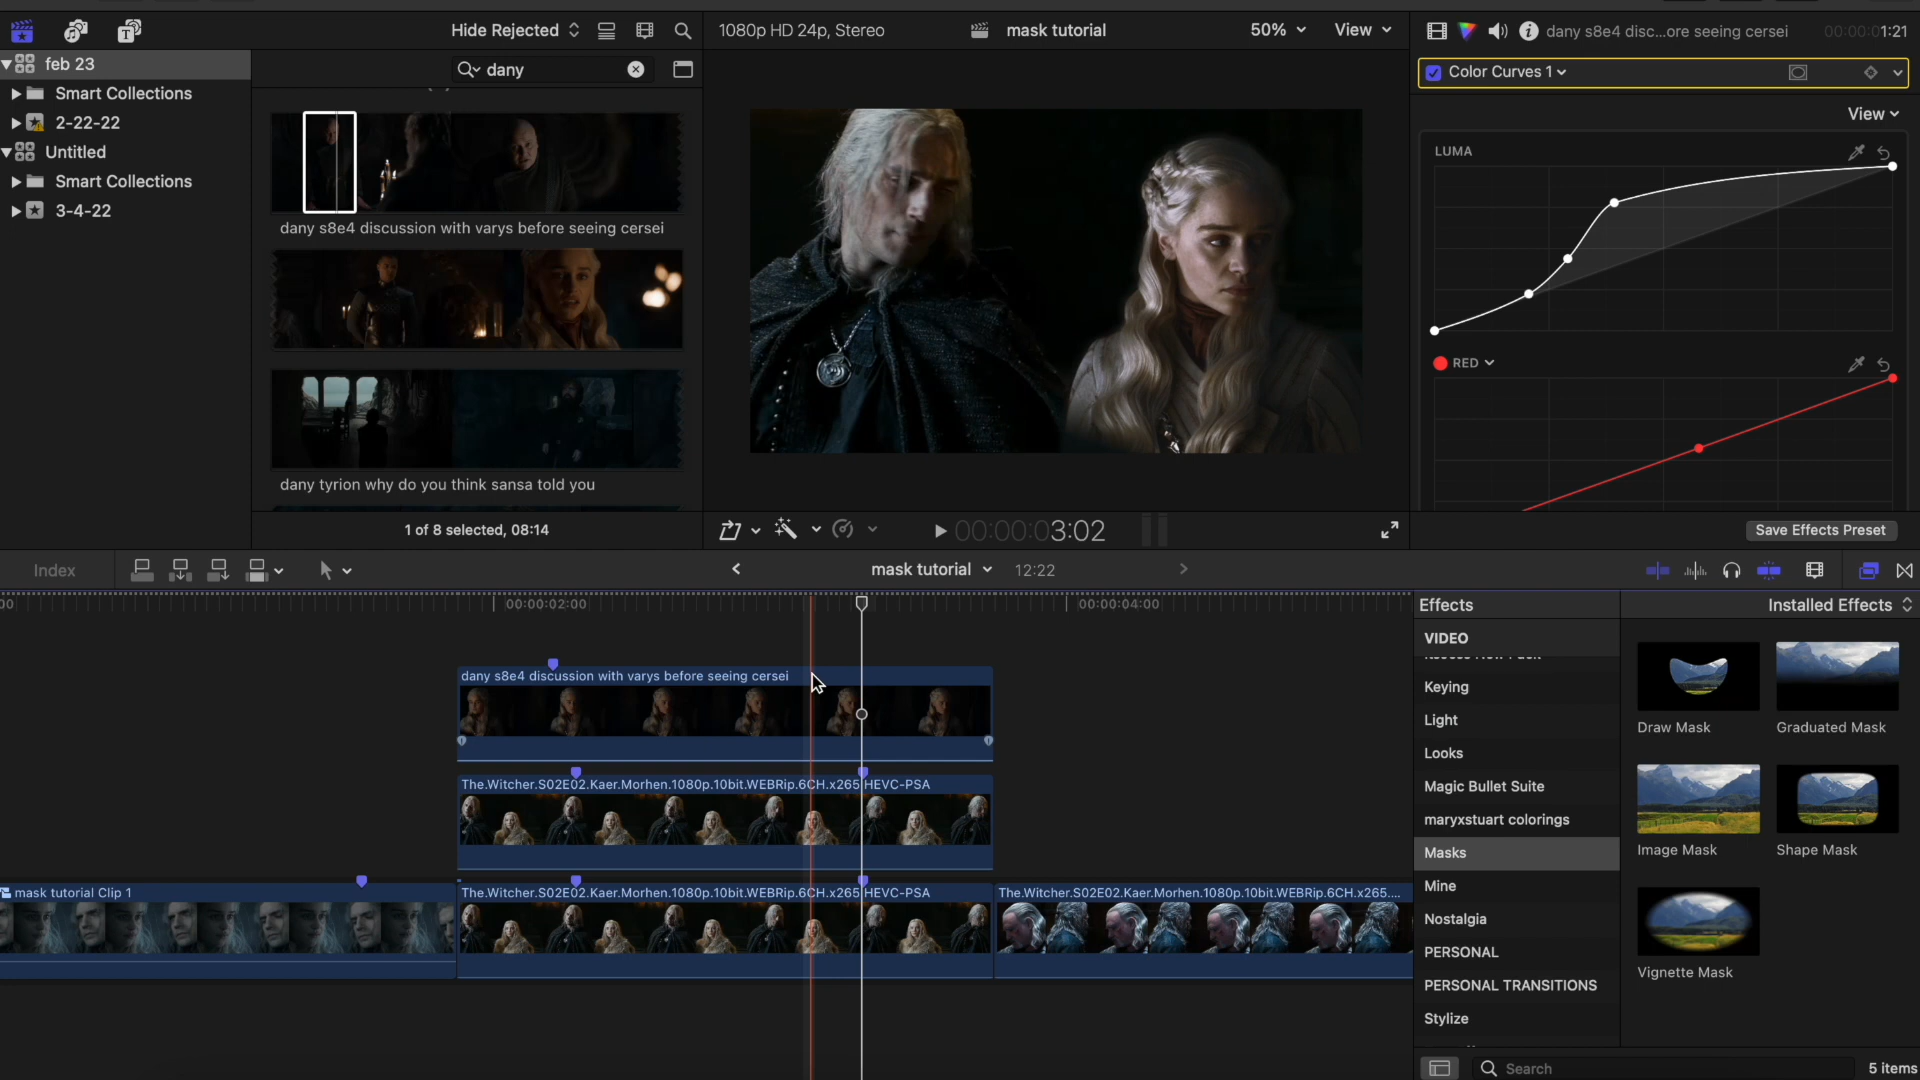 Hide Rejected
1080p HD 24p, Stereo
mask tutorial
50%
View
dany s8e4 disc...ore seeing cersei
00:00:01:21
feb 23
dany
Color Curves 1
Smart Collections
2-22-22
View
Untitled
LUMA
Smart Collections
3-4-22
dany s8e4 discussion with varys before seeing cersei
RED
dany tyrion why do you think sansa told you
1 of 8 selected, 08:14
00:00:03:02
Save Effects Preset
Index
mask tutorial
12:22
00:00:02:00
00:00:04:00
Effects
Installed Effects
VIDEO
Keying
Light
Looks
Magic Bullet Suite
maryxstuart colorings
Masks
Mine
Nostalgia
PERSONAL
PERSONAL TRANSITIONS
Stylize
Draw Mask
Graduated Mask
Image Mask
Shape Mask
Vignette Mask
dany s8e4 discussion with varys before seeing cersei
The.Witcher.S02E02.Kaer.Morhen.1080p.10bit.WEBRip.6CH.x265 HEVC-PSA
mask tutorial Clip 1
The.Witcher.S02E02.Kaer.Morhen.1080p.10bit.WEBRip.6CH.x265 HEVC-PSA
The.Witcher.S02E02.Kaer.Morhen.1080p.10bit.WEBRip.6CH.x265....
Search
5 items